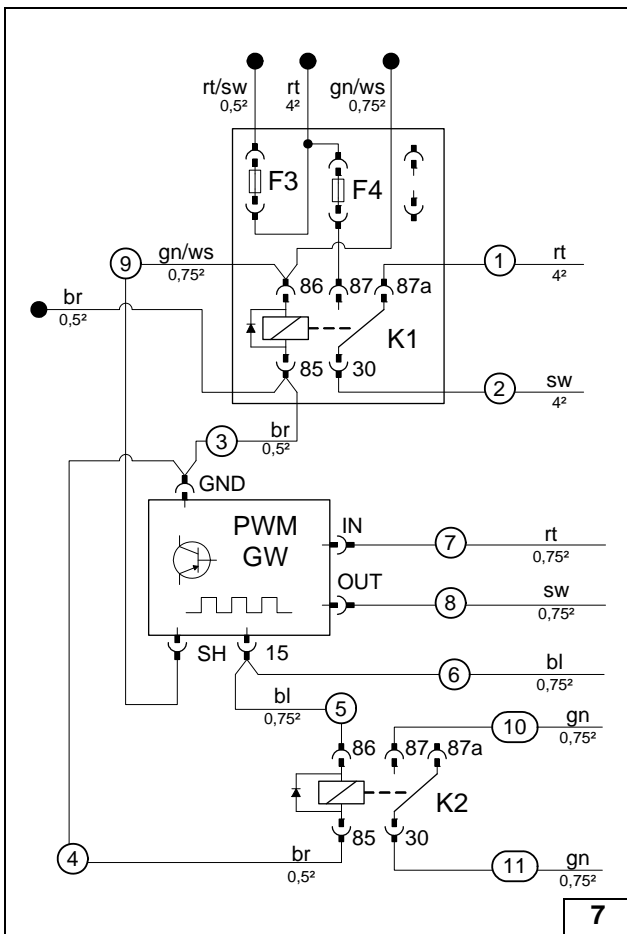 rt/sw rt gn/ws
0,5² 4² 0,75²
F3 F4
9 gn/ws 1 rt
0,75² 4²
86 87 87a
br
0,5²
K1
85 30
2 sw
4²
3 br
0,5²
GND
PWM IN 7 rt
GW 0,75²
OUT 8 sw
0,75²
SH 15
6 bl
0,75²
bl 5
0,75²
10 gn
0,75²
86 87 87a
K2
85 30
4 br 11 gn
0,5² 0,75²
7